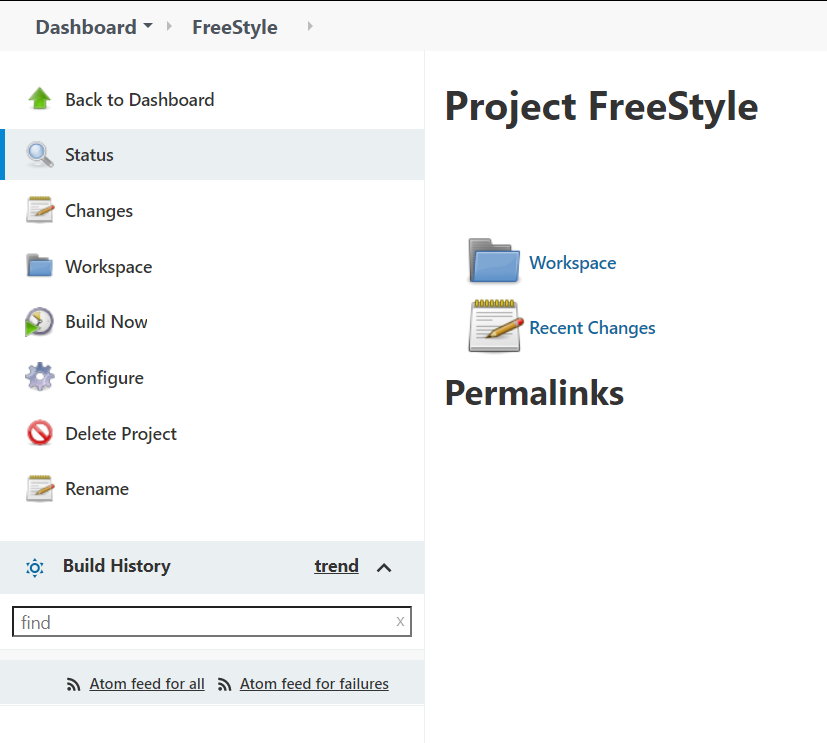 Dashboard
FreeStyle
Back to Dashboard
Status
Changes
Workspace
Build Now
Configure
Delete Project
Rename
Build History trend
find x
Atom feed for all Atom feed for failures
Project FreeStyle
Workspace
Recent Changes
Permalinks